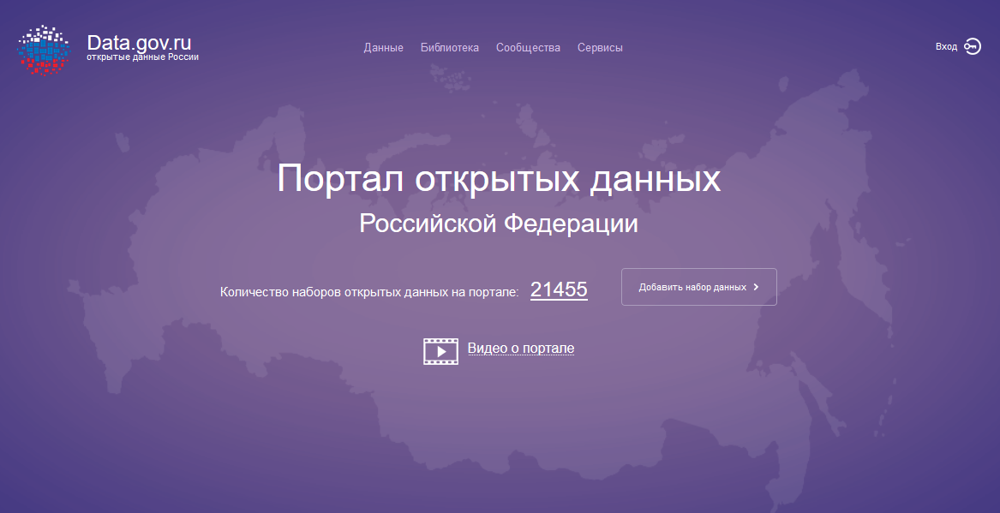 Data.gov.ru
открытые данные России
Данные Библиотека Сообщества Сервисы
Вход
Портал открытых данных
Российской Федерации
Количество наборов открытых данных на портале: 21455
Добавить набор данных
Видео о портале